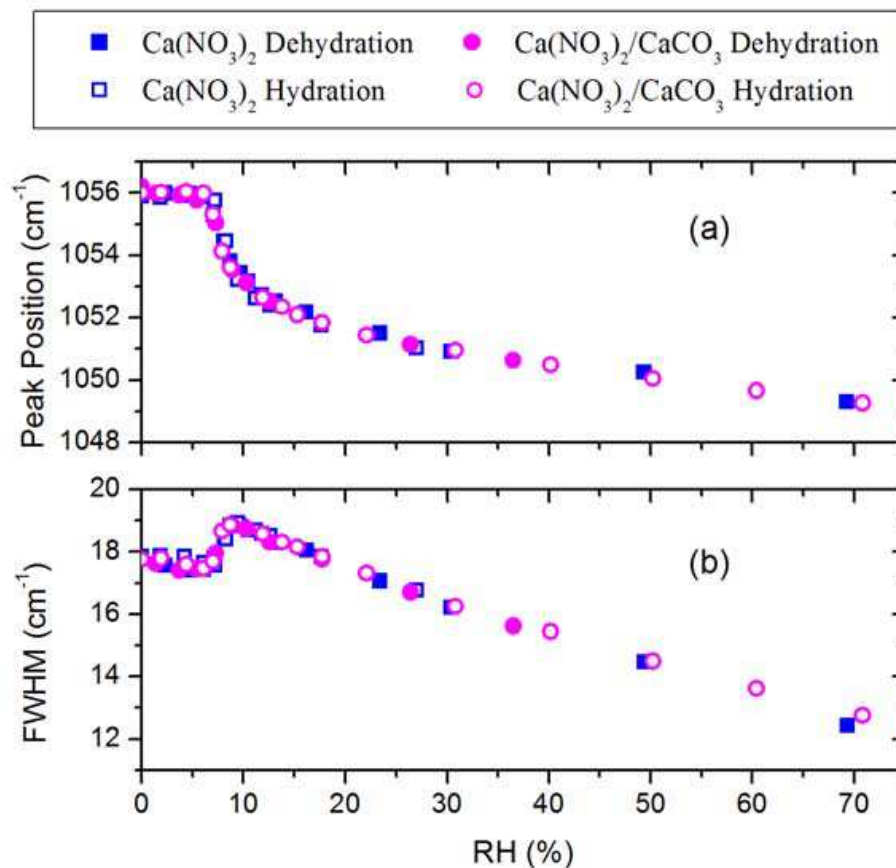 Ca(NO₃)₂ Dehydration Ca(NO₃)₂/CaCO₃ Dehydration
Ca(NO₃)₂ Hydration Ca(NO₃)₂/CaCO₃ Hydration
(a)
Peak Position (cm⁻¹)
1056
1054
1052
1050
1048
(b)
FWHM (cm⁻¹)
20
18
16
14
12
0 10 20 30 40 50 60 70
RH (%)